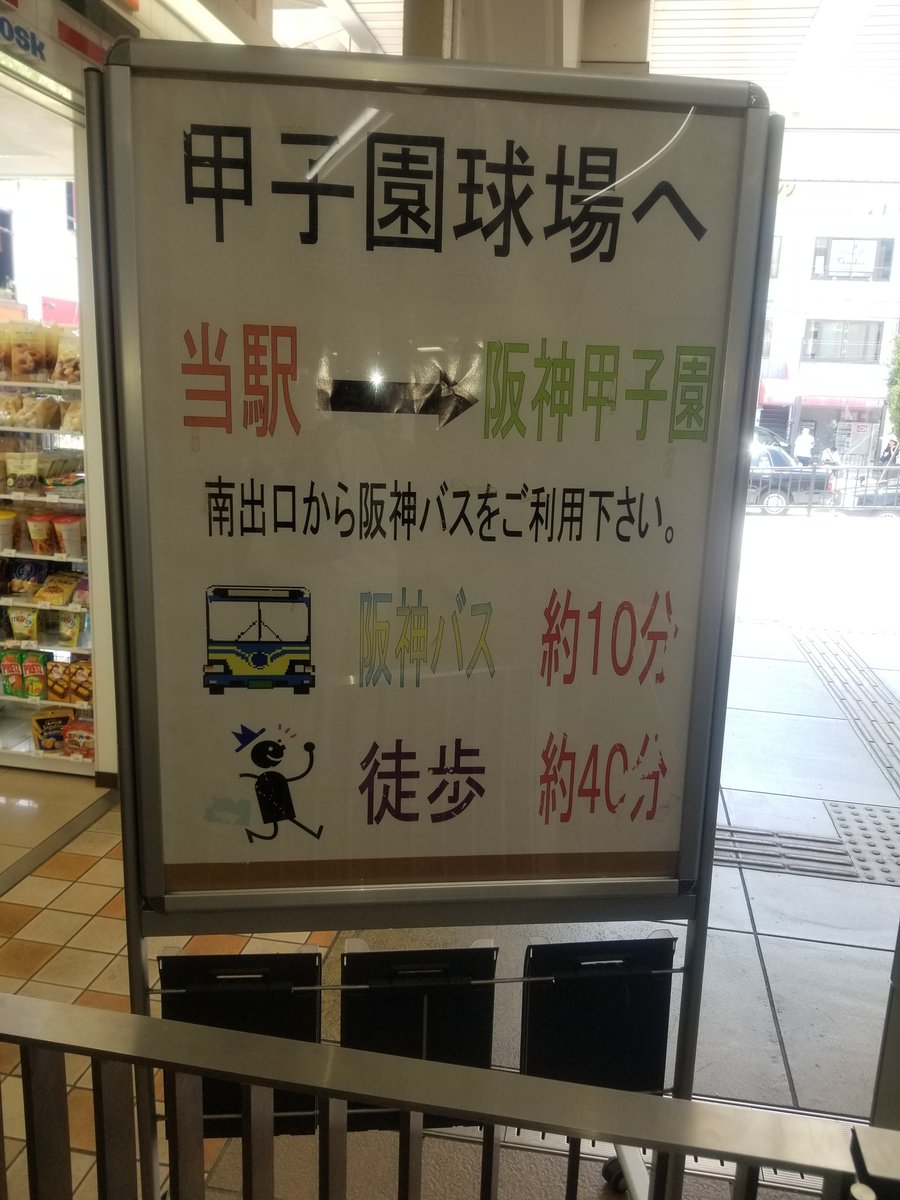 osk
甲子園球場へ
当駅 → 阪神甲子園
南出口から阪神バスをご利用下さい。
阪神バス 約10分
徒歩 約40分